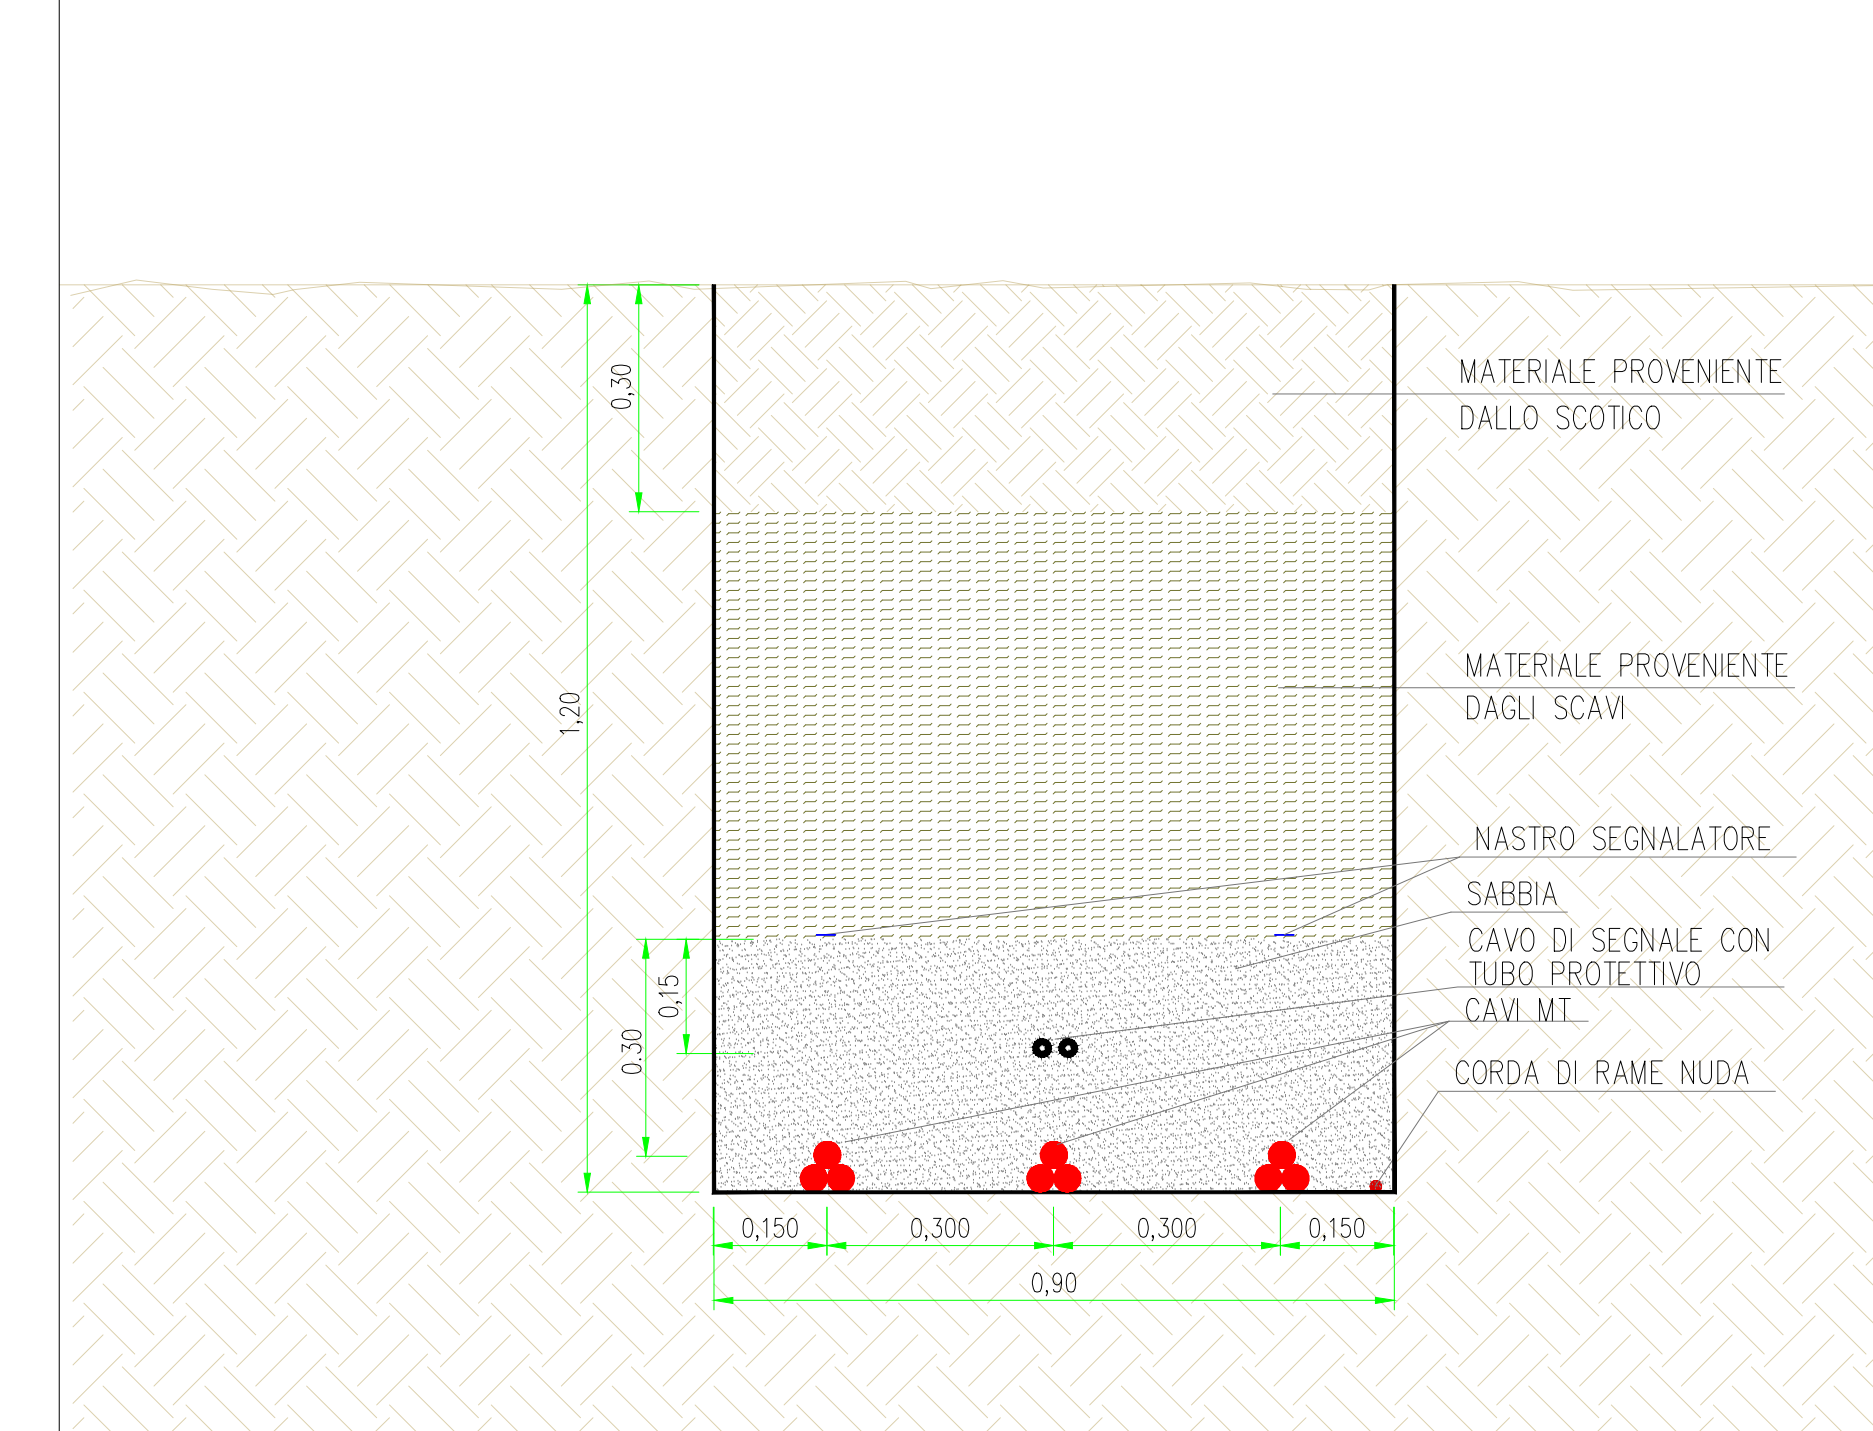 MATERIALE PROVENIENTE
DALLO SCOTICO
0,30
MATERIALE PROVENIENTE
DAGLI SCAVI
1,20
NASTRO SEGNALATORE
SABBIA
CAVO DI SEGNALE CON
TUBO PROTETTIVO
0,15
CAVI MT
0.30
CORDA DI RAME NUDA
0,150 0,300 0,300 0,150
0,90